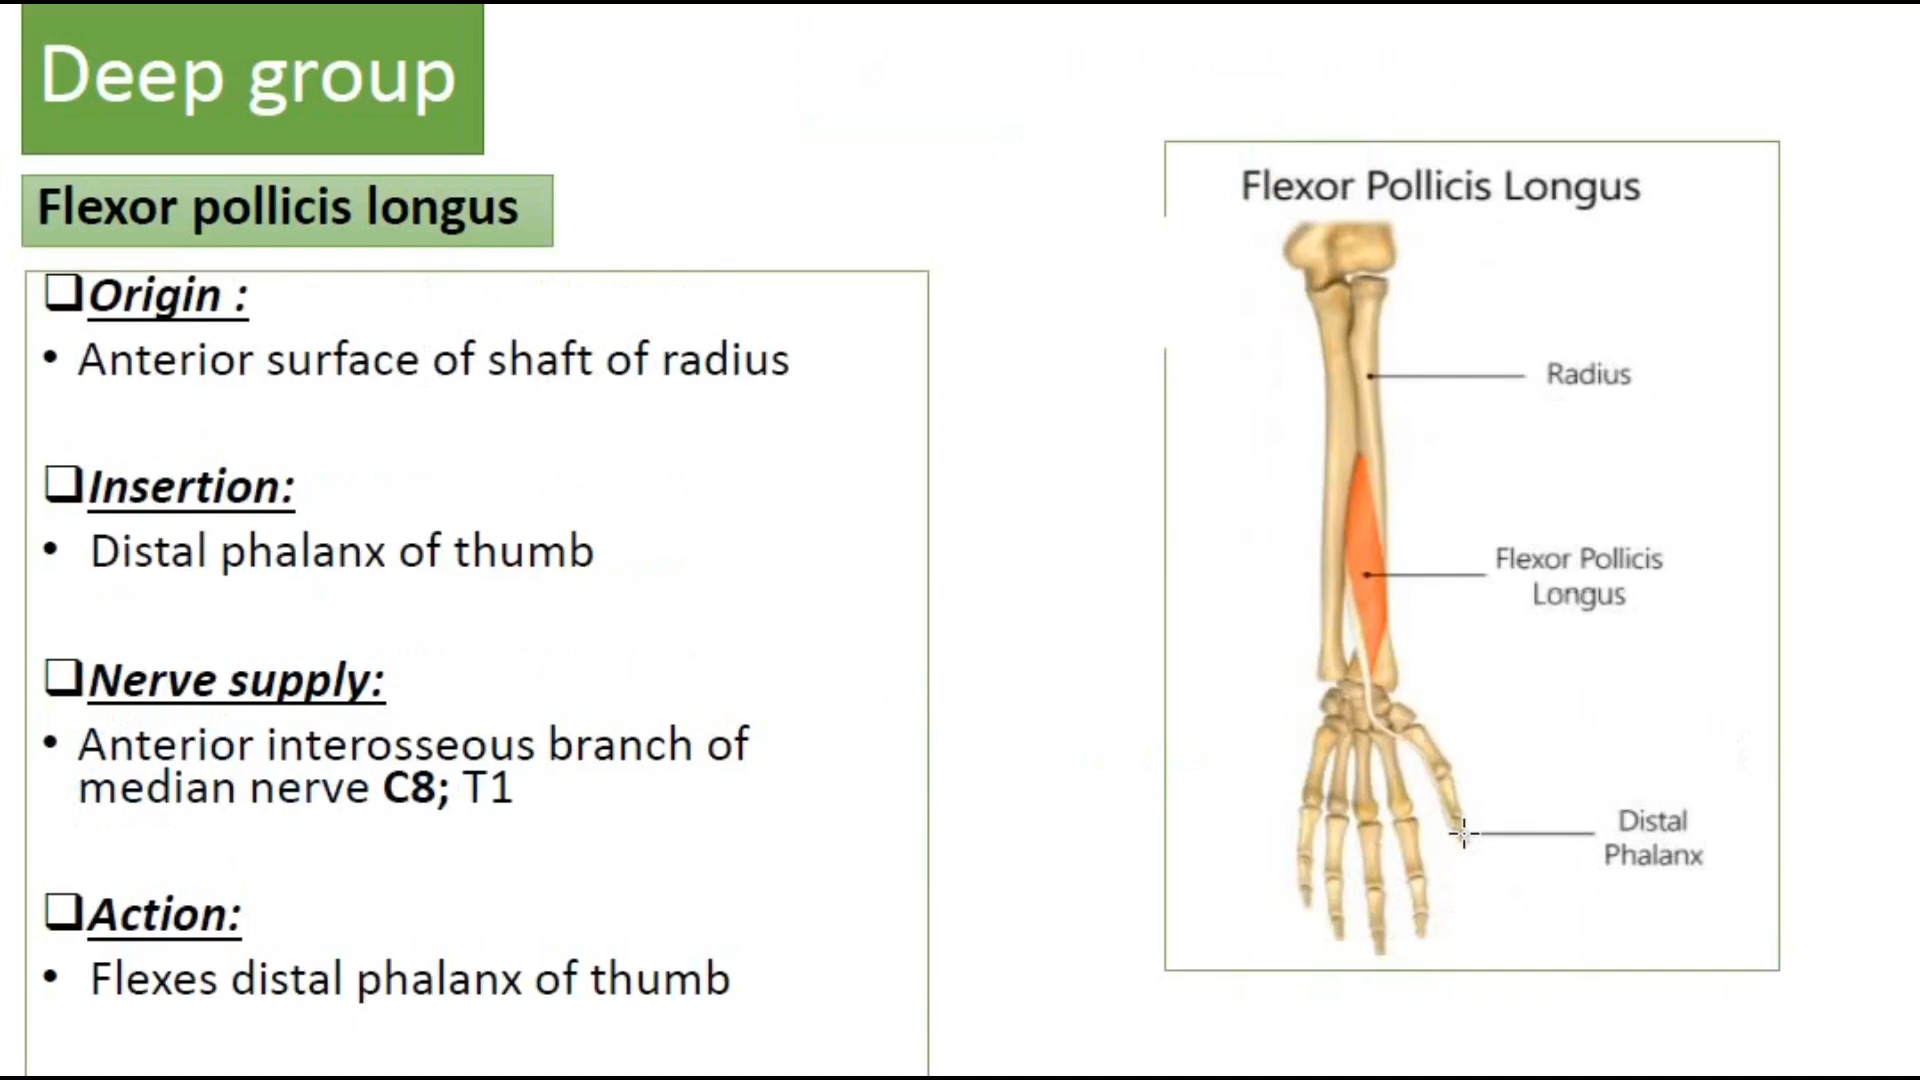 Deep group
Flexor pollicis longus
Origin :
• Anterior surface of shaft of radius
Insertion:
• Distal phalanx of thumb
Nerve supply:
• Anterior interosseous branch of
median nerve C8; T1
Action:
• Flexes distal phalanx of thumb
Flexor Pollicis Longus
Radius
Flexor Pollicis
Longus
Distal
Phalanx